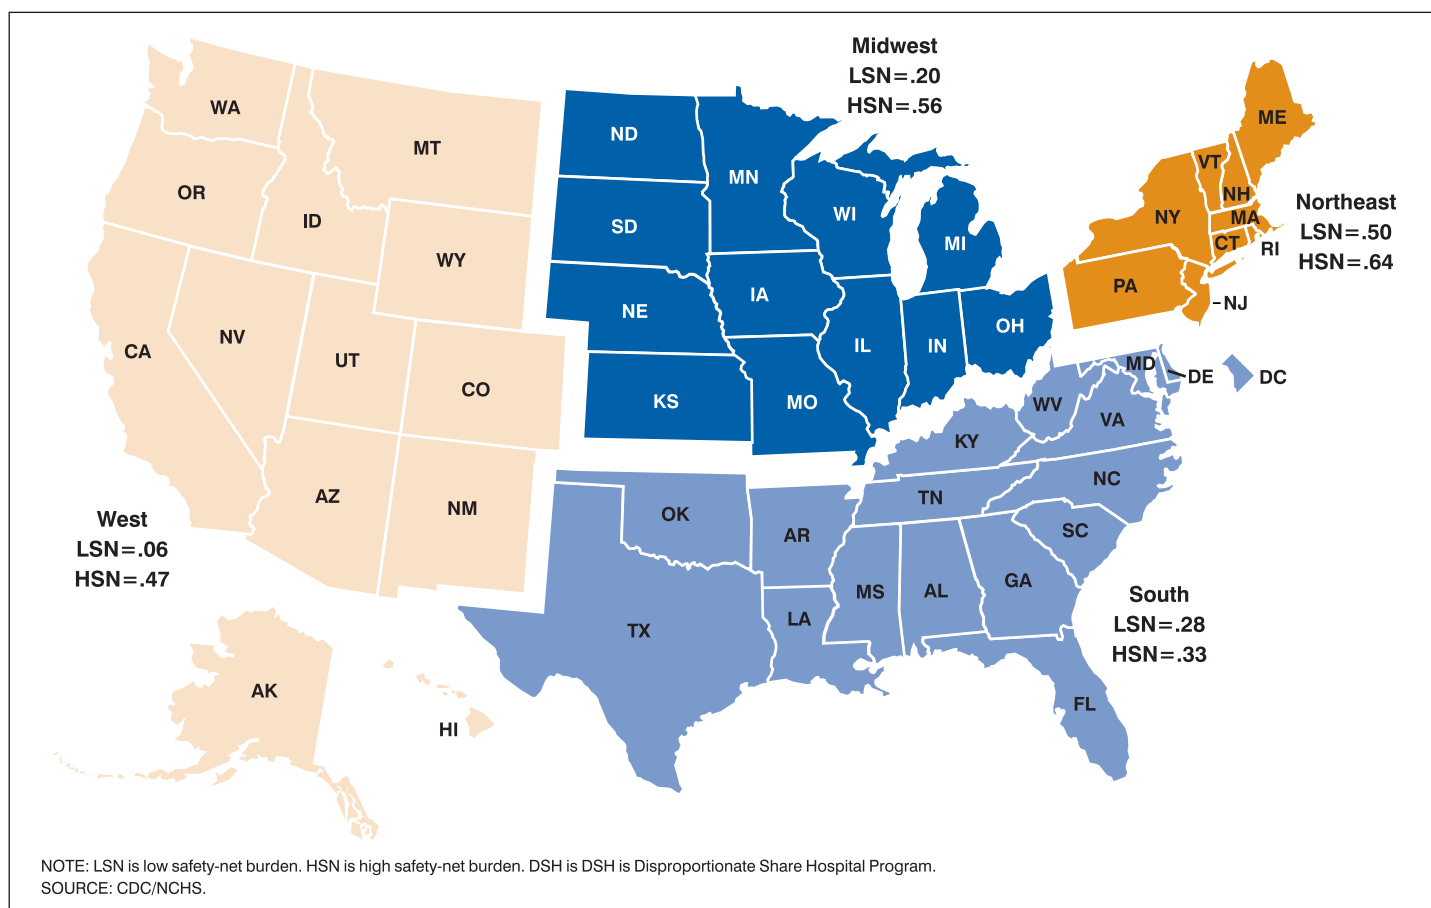 Midwest
LSN=.20
HSN=.56
Northeast
LSN=.50
HSN=.64
West
LSN=.06
HSN=.47
South
LSN=.28
HSN=.33
WA
OR
ID
MT
WY
CA
NV
UT
CO
AZ
NM
AK
HI
ND
SD
NE
KS
MN
IA
MO
WI
IL
MI
IN
OH
ME
VT
NH
NY
MA
CT
RI
PA
NJ
MD
DE
DC
WV
VA
KY
NC
TN
SC
OK
AR
TX
LA
MS
AL
GA
FL
NOTE: LSN is low safety-net burden. HSN is high safety-net burden. DSH is DSH is Disproportionate Share Hospital Program.
SOURCE: CDC/NCHS.